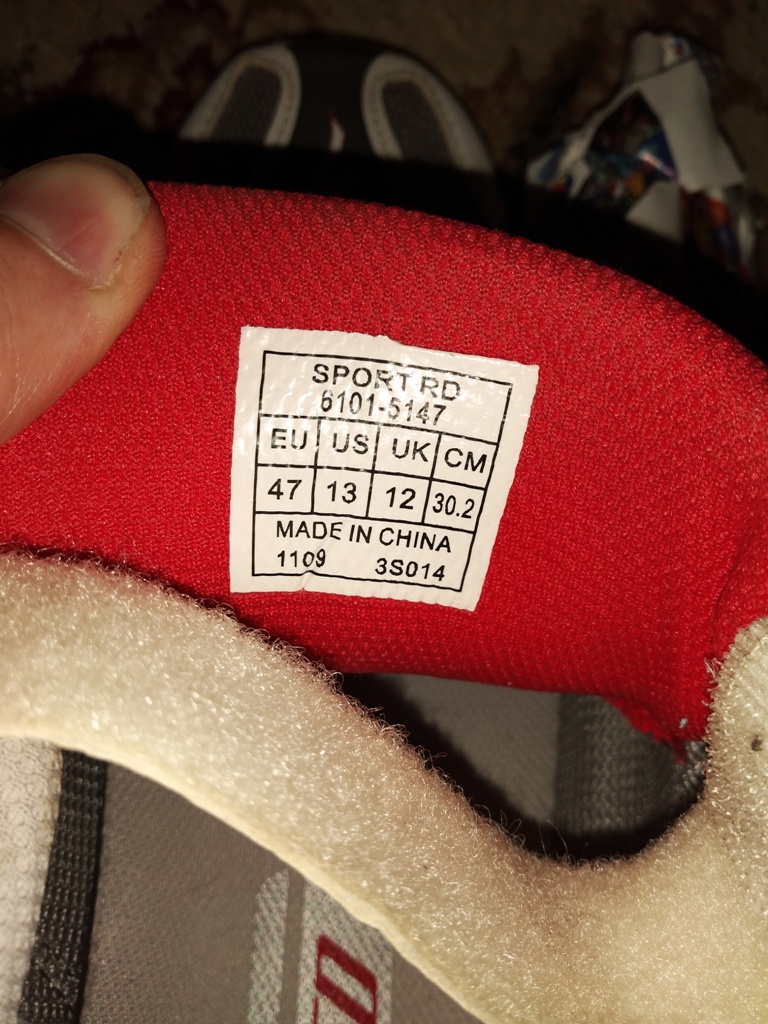 SPORT RD
6101-5147
EU US UK CM
47 13 12 30.2
MADE IN CHINA
1109 3S014